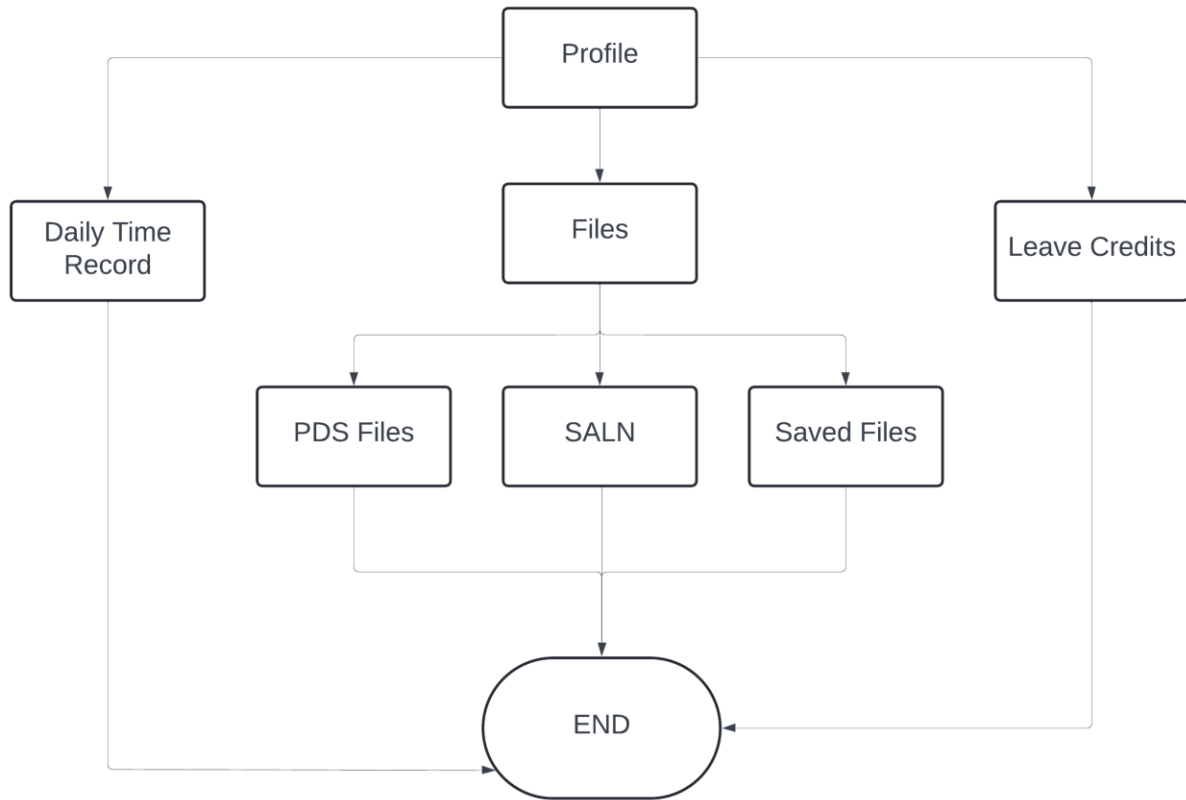 Profile
Daily Time
Record
Files
Leave Credits
PDS Files
SALN
Saved Files
END